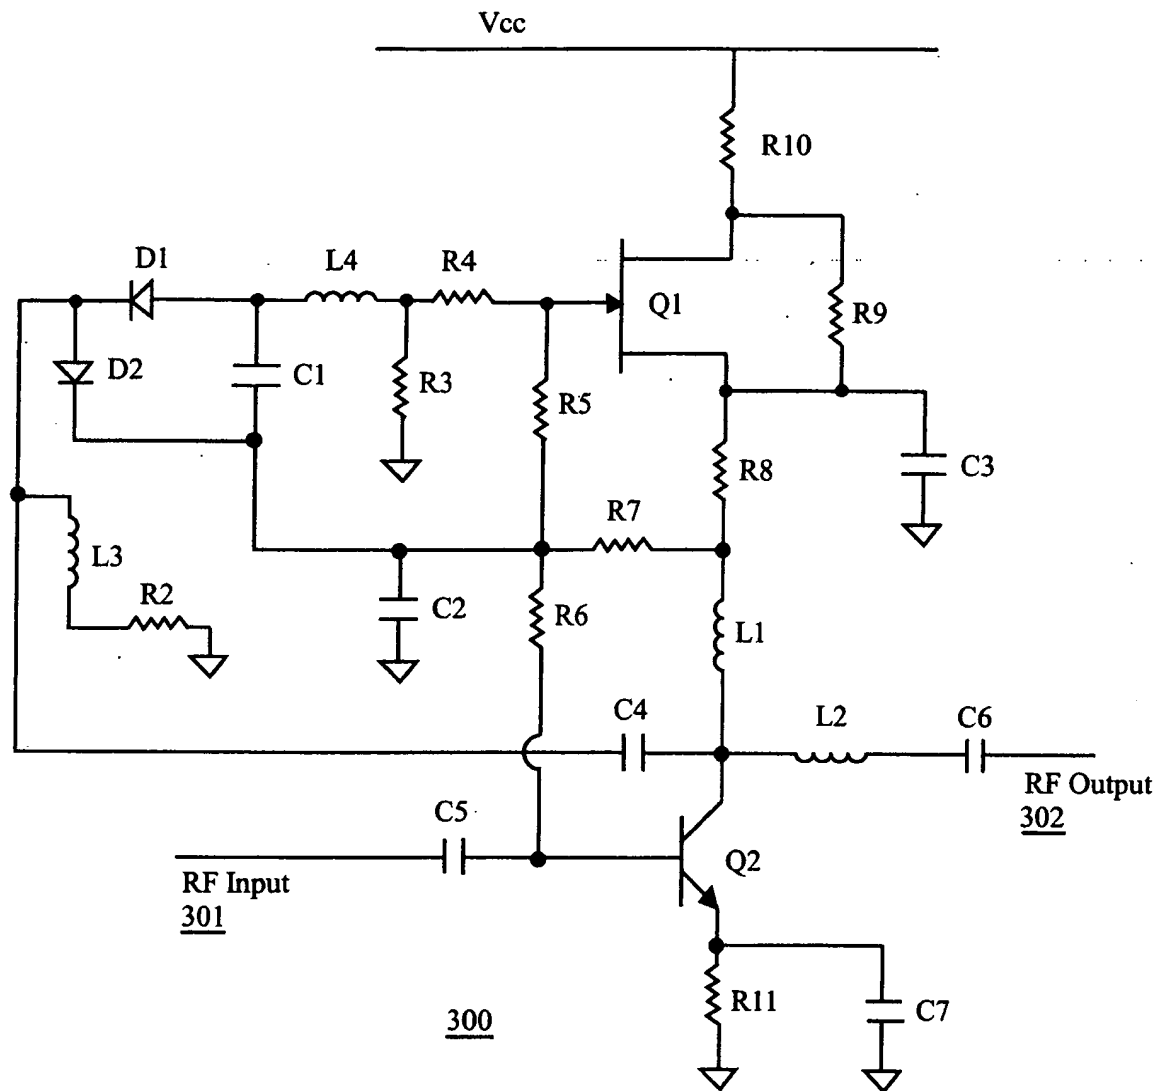 Vcc
R10
D1
L4
R4
Q1
R9
D2
C1
R3
R5
R8
C3
R7
L3
R2
C2
R6
L1
C4
L2
C6
RF Output
302
C5
Q2
RF Input
301
R11
C7
300